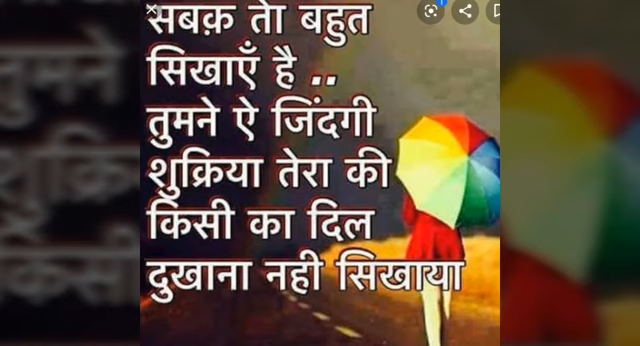 सबक़ तो बहुत
सिखाएँ है ..
तुमने ऐ जिंदगी
शुक्रिया तेरा की
किसी का दिल
दुखाना नही सिखाया